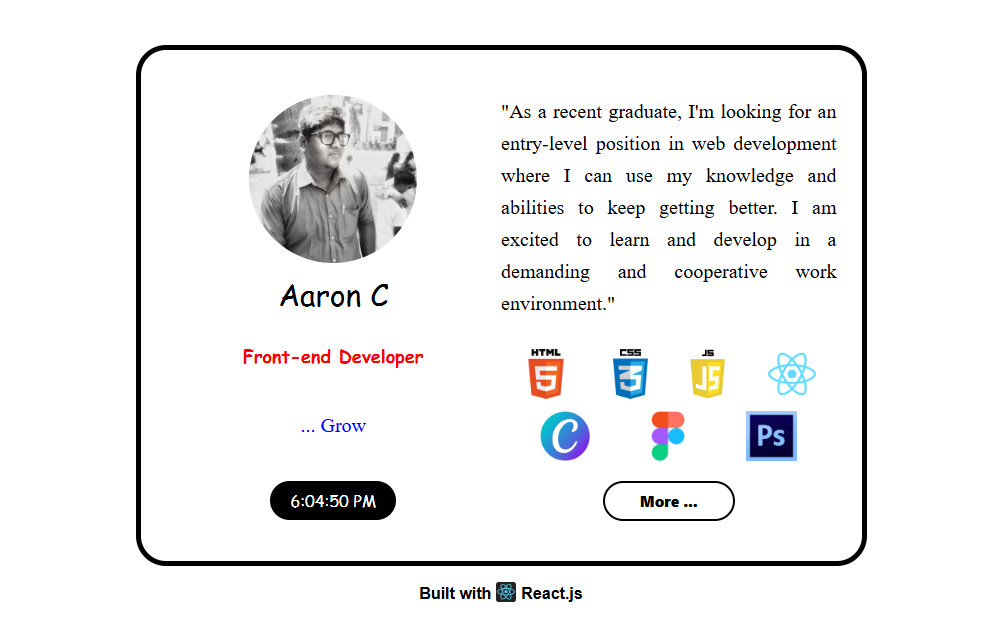 Aaron C
Front-end Developer
... Grow
6:04:50 PM
"As a recent graduate, I'm looking for an
entry-level position in web development
where I can use my knowledge and
abilities to keep getting better. I am
excited to learn and develop in a
demanding and cooperative work
environment."
HTML CSS JS
5 3 JS
C Ps
More ...
Built with React.js